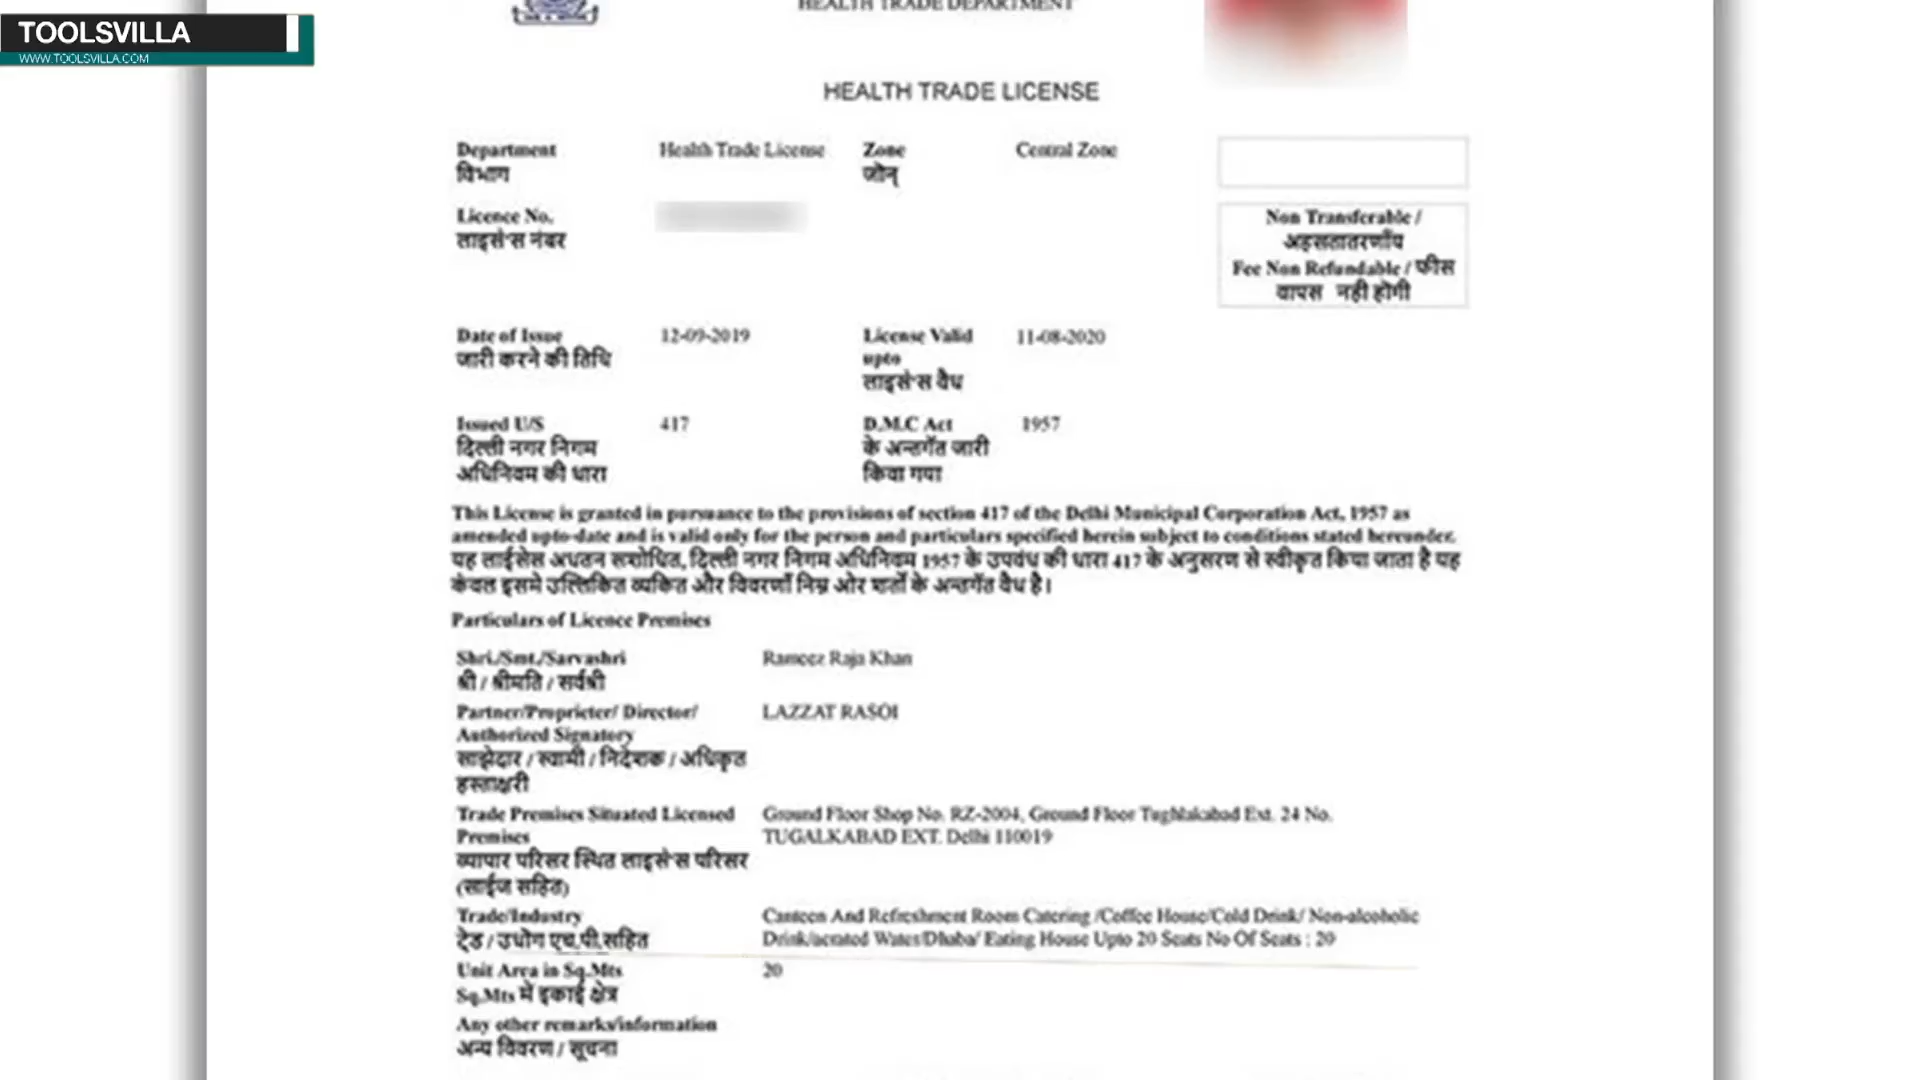 TOOLSVILLA
WWW.TOOLSVILLA.COM
HEALTH TRADE DEPARTMENT
HEALTH TRADE LICENSE
Department Health Trade License Zone Central Zone
विभाग जोन्
Licence No.
लाइसे'स नंबर
Non Transferable /
अहसतातरणीय
Fee Non Refundable / फीस
वापस नही होगी
Date of Issue 12-09-2019 License Valid 11-08-2020
जारी करने की तिथि upto
लाइसे'स वैध
Issued U/S 417 D.M.C Act 1957
दिल्ली नगर निगम के अन्तर्गत जारी
अधिनियम की धारा किया गया
This License is granted in pursuance to the provisions of section 417 of the Delhi Municipal Corporation Act, 1957 as
amended upto-date and is valid only for the person and particulars specified herein subject to conditions stated hereunder.
यह लाईसेस अधतन सशोधित, दिल्ली नगर निगम अधिनियम 1957 के उपबंध की धारा 417 के अनुसरण से स्वीकृत किया जाता है यह
केवल इसमे उल्लिकित व्यकित और विवरणों निम्न ओर शर्तो के अन्तर्गत वैध है।
Particulars of Licence Premises
Shri./Smt./Sarvashri Rameez Raja Khan
श्री / श्रीमति / सर्वश्री
Partner/Proprieter/ Director/ LAZZAT RASOI
Authorized Signatory
साझेदार / स्वामी / निदेशक / अधिकृत
हस्ताक्षरी
Trade Premises Situated Licensed Ground Floor Shop No. RZ-2004, Ground Floor Tughlakabad Ext. 24 No.
Premises TUGALKABAD EXT. Delhi 110019
व्यापार परिसर स्थित लाइसे'स परिसर
(साईज सहित)
Trade/Industry Canteen And Refreshment Room Catering /Coffee House/Cold Drink/ Non-alcoholic
ट्रेड / उधोग एच.पी.सहित Drink/aerated Water/Dhaba/ Eating House Upto 20 Seats No Of Seats : 20
Unit Area in Sq.Mts 20
Sq.Mts में इकाई क्षेत्र
Any other remarks/information
अन्य विवरण / सूचना